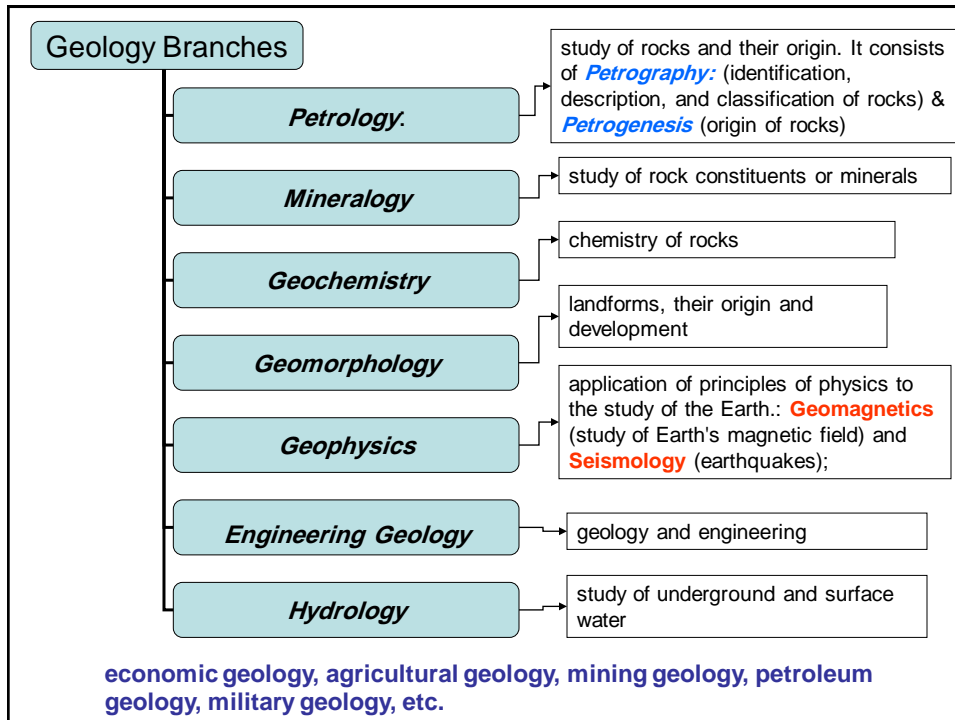 Geology Branches
Petrology:
study of rocks and their origin. It consists
of Petrography: (identification,
description, and classification of rocks) &
Petrogenesis (origin of rocks)
Mineralogy
study of rock constituents or minerals
Geochemistry
chemistry of rocks
Geomorphology
landforms, their origin and
development
Geophysics
application of principles of physics to
the study of the Earth.: Geomagnetics
(study of Earth's magnetic field) and
Seismology (earthquakes);
Engineering Geology
geology and engineering
Hydrology
study of underground and surface
water
economic geology, agricultural geology, mining geology, petroleum
geology, military geology, etc.